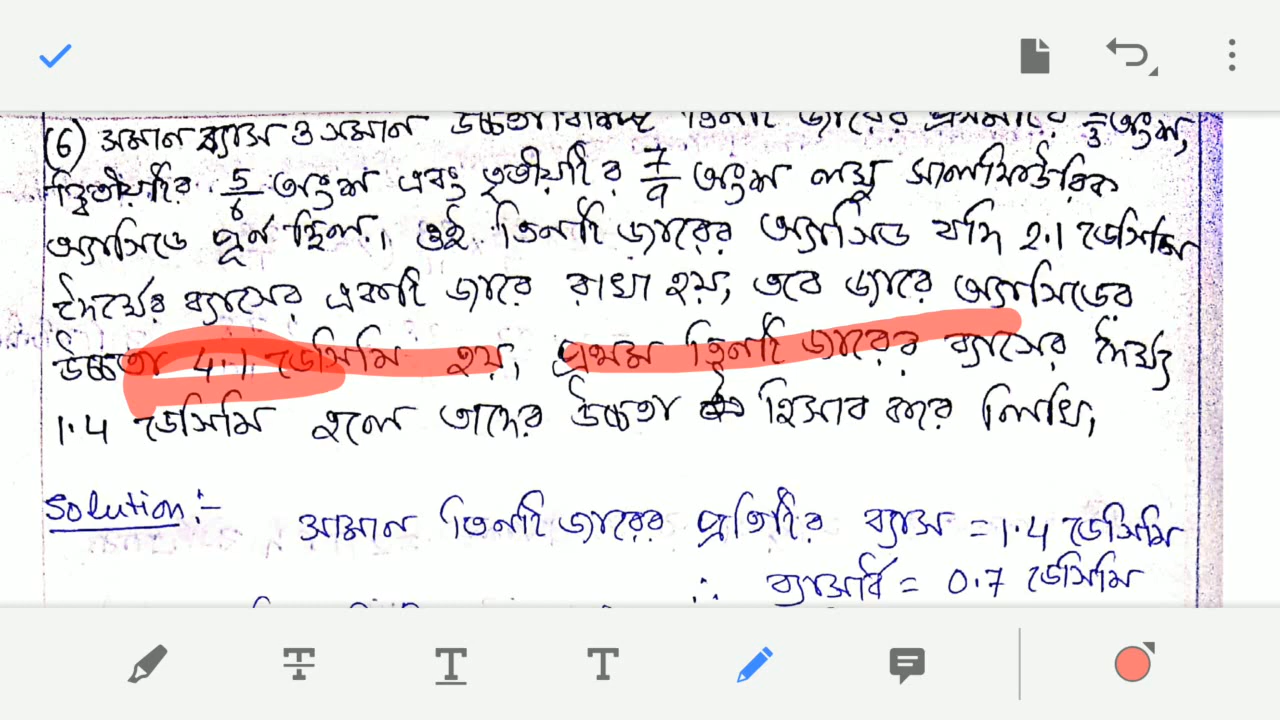 (6) সমান ব্যাস ও সমান উচ্চতাবিশিষ্ট তিনটি জারের প্রথমটির 2/3 অংশ,
দ্বিতীয়টির 5/6 অংশ এবং তৃতীয়টির 7/9 অংশ লঘু সালফিউরিক
অ্যাসিডে পূর্ন ছিল। ওই তিনটি জারের অ্যাসিড যদি 2.1 ডেসিমি
দৈর্ঘ্যের ব্যাসের একটি জারে রাখা হয়, তবে জারে অ্যাসিডের
উচ্চতা 4.1 ডেসিমি হয়, প্রথম তিনটি জারের ব্যাসের দৈর্ঘ্য
1.4 ডেসিমি হলে তাদের উচ্চতা হিসাব করে লিখি,
Solution :- সমান তিনটি জারের প্রতিটির ব্যাস = 1.4 ডেসিমি
∴ ব্যাসার্ধ = 0.7 ডেসিমি
T
T
T